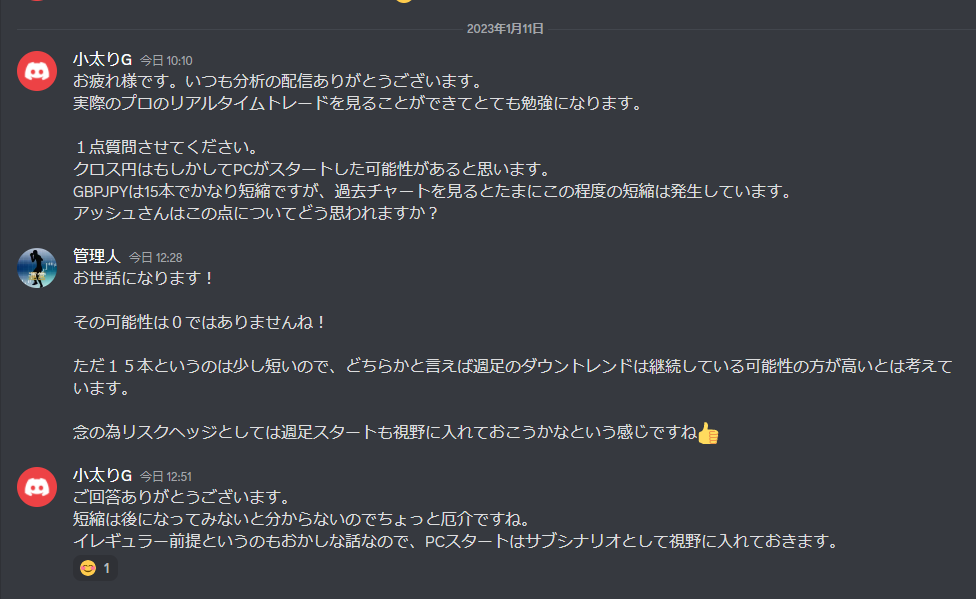 2023年1月11日
小太りG 今日 10:10
お疲れ様です。いつも分析の配信ありがとうございます。
実際のプロのリアルタイムトレードを見ることができてとても勉強になります。
１点質問させてください。
クロス円はもしかしてPCがスタートした可能性があると思います。
GBPJPYは15本でかなり短縮ですが、過去チャートを見るとたまにこの程度の短縮は発生しています。
アッシュさんはこの点についてどう思われますか？
管理人 今日 12:28
お世話になります！
その可能性は０ではありませんね！
ただ１５本というのは少し短いので、どちらかと言えば週足のダウントレンドは継続している可能性の方が高いとは考えて
います。
念の為リスクヘッジとしては週足スタートも視野に入れておこうかなという感じですね👍
小太りG 今日 12:51
ご回答ありがとうございます。
短縮は後になってみないと分からないのでちょっと厄介ですね。
イレギュラー前提というのもおかしな話なので、PCスタートはサブシナリオとして視野に入れておきます。
😊 1